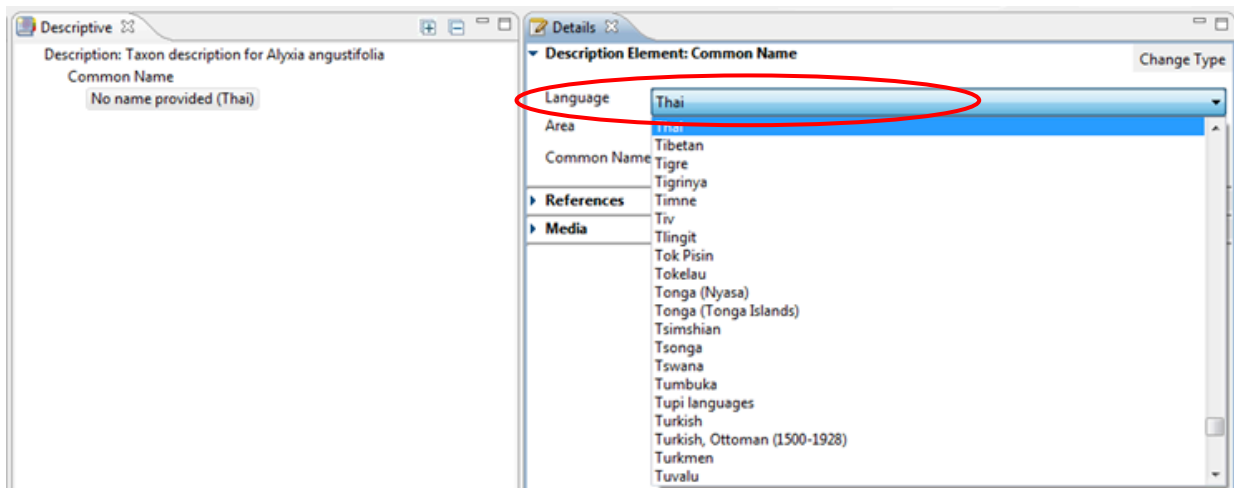 Descriptive
Description: Taxon description for Alyxia angustifolia
Common Name
No name provided (Thai)
Details
Description Element: Common Name
Change Type
Language Thai
Area
Common Name
References
Media
Thai
Tibetan
Tigre
Tigrinya
Timne
Tiv
Tlingit
Tok Pisin
Tokelau
Tonga (Nyasa)
Tonga (Tonga Islands)
Tsimshian
Tsonga
Tswana
Tumbuka
Tupi languages
Turkish
Turkish, Ottoman (1500-1928)
Turkmen
Tuvalu